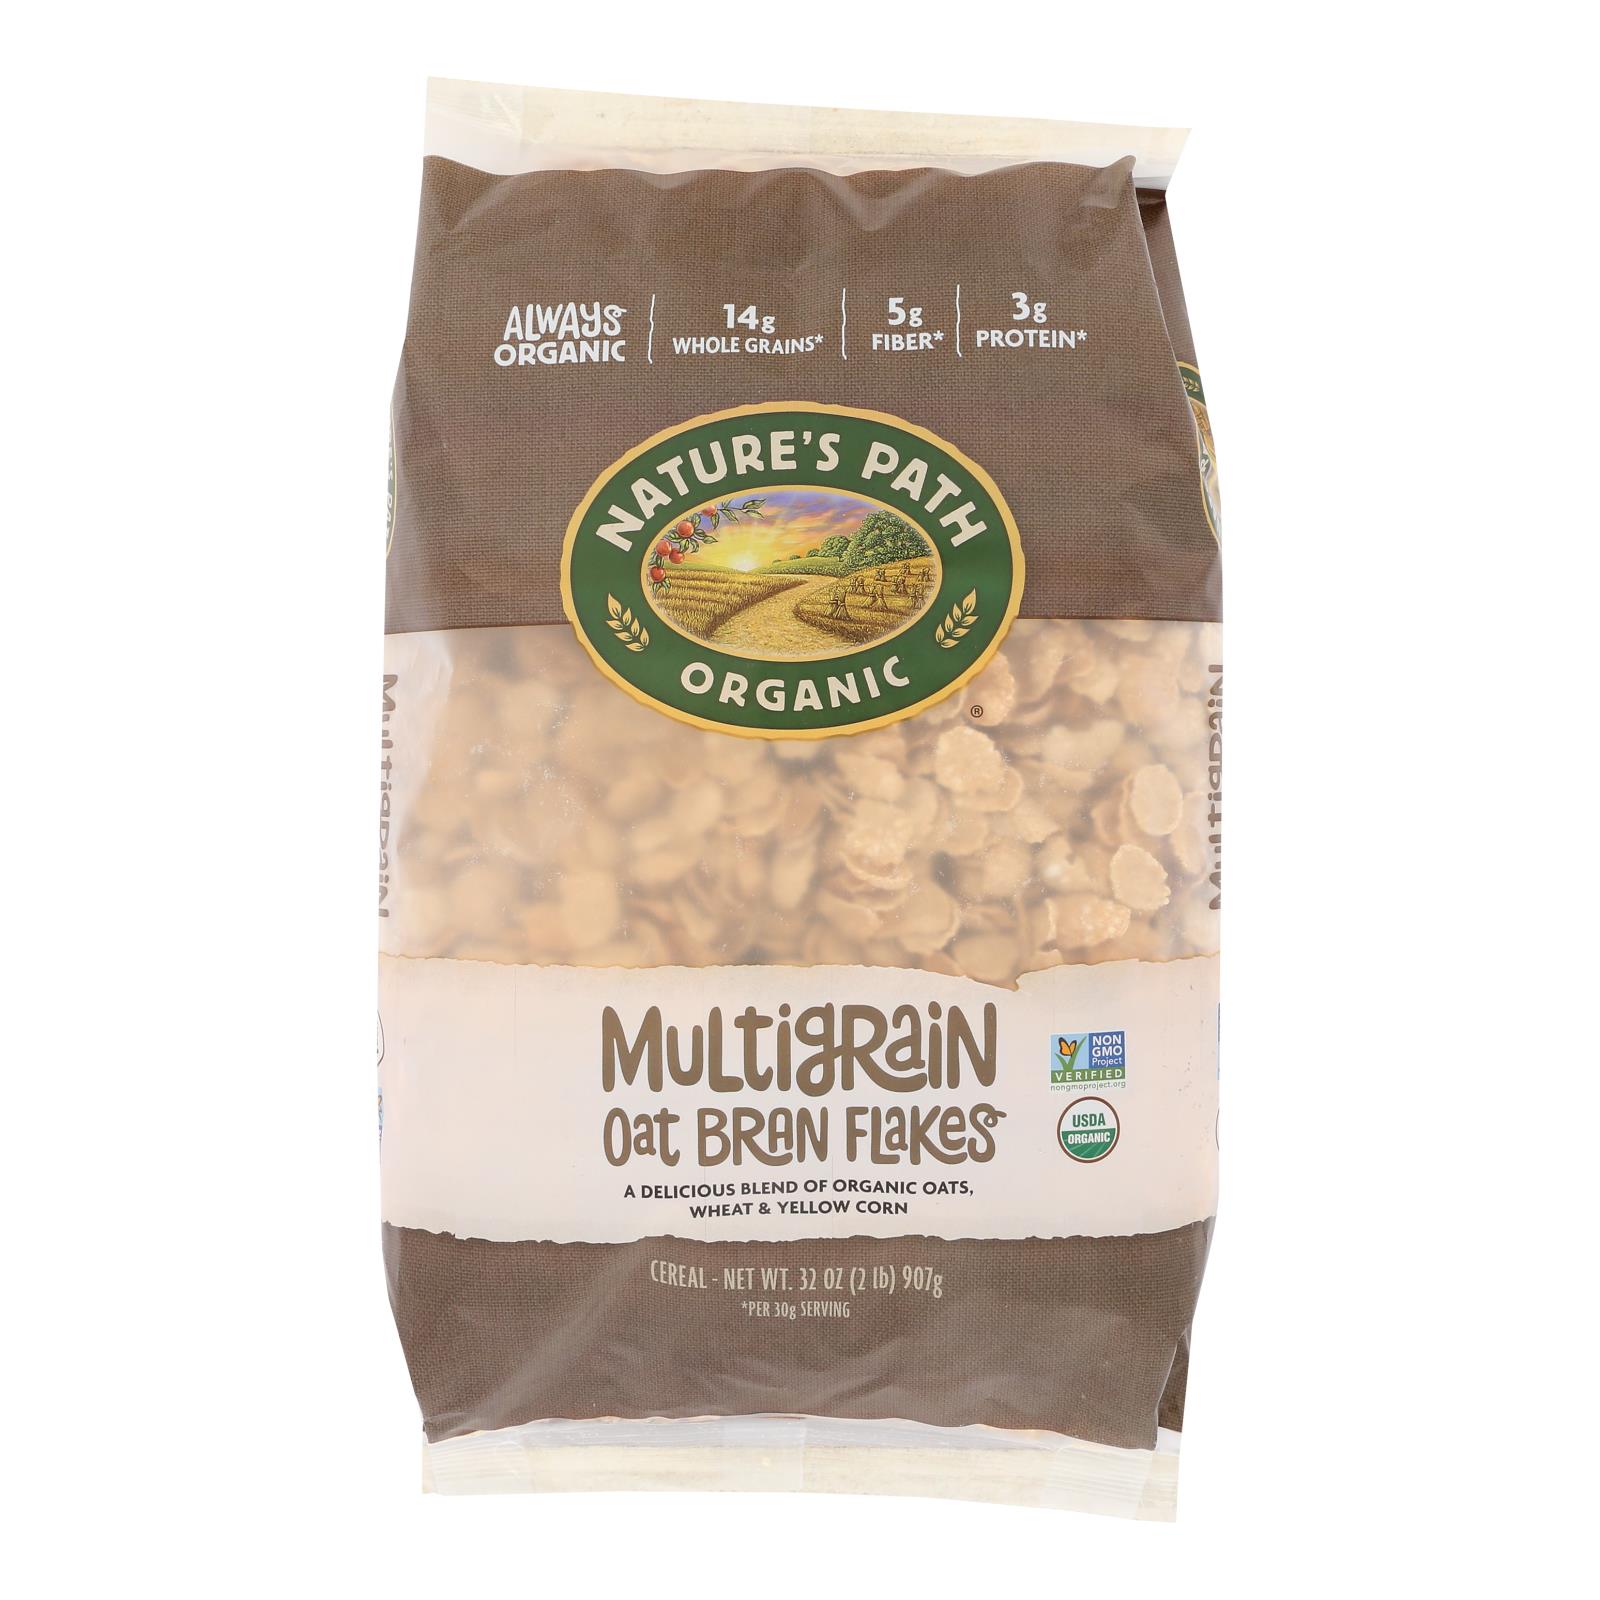 ALWAYS
ORGANIC
14g
WHOLE GRAINS*
5g
FIBER*
3g
PROTEIN*
NATURE'S PATH
ORGANIC
®
MULTIGRAIN
MULTIGRAIN
MULTIGRAIN
Oat BRAN FLAKES
NON
GMO
Project
VERIFIED
nongmoproject.org
USDA
ORGANIC
A DELICIOUS BLEND OF ORGANIC OATS,
WHEAT & YELLOW CORN
CEREAL - NET WT. 32 OZ (2 lb) 907g
*PER 30g SERVING